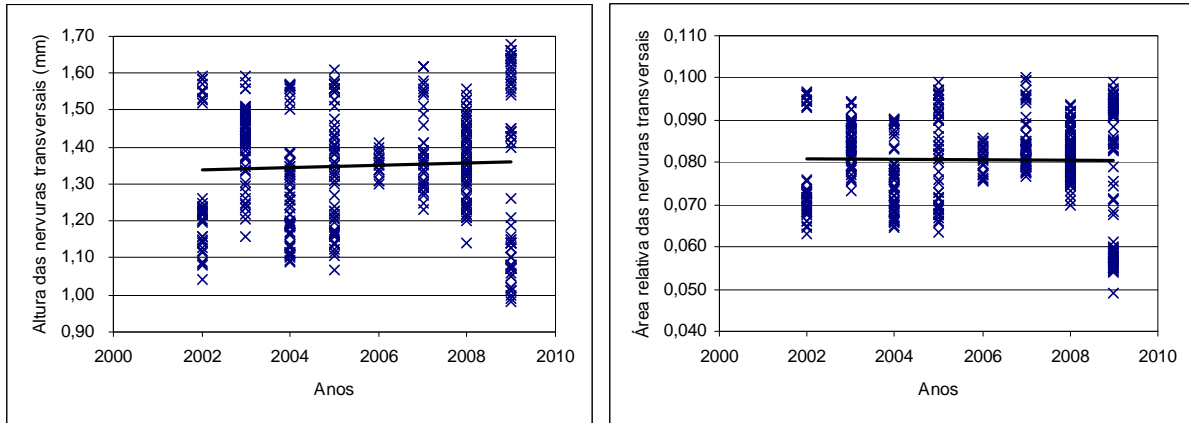 Altura das nervuras transversais (mm)
1,70
1,60
1,50
1,40
1,30
1,20
1,10
1,00
0,90
2000 2002 2004 2006 2008 2010
Anos
Área relativa das nervuras transversais
0,110
0,100
0,090
0,080
0,070
0,060
0,050
0,040
2000 2002 2004 2006 2008 2010
Anos